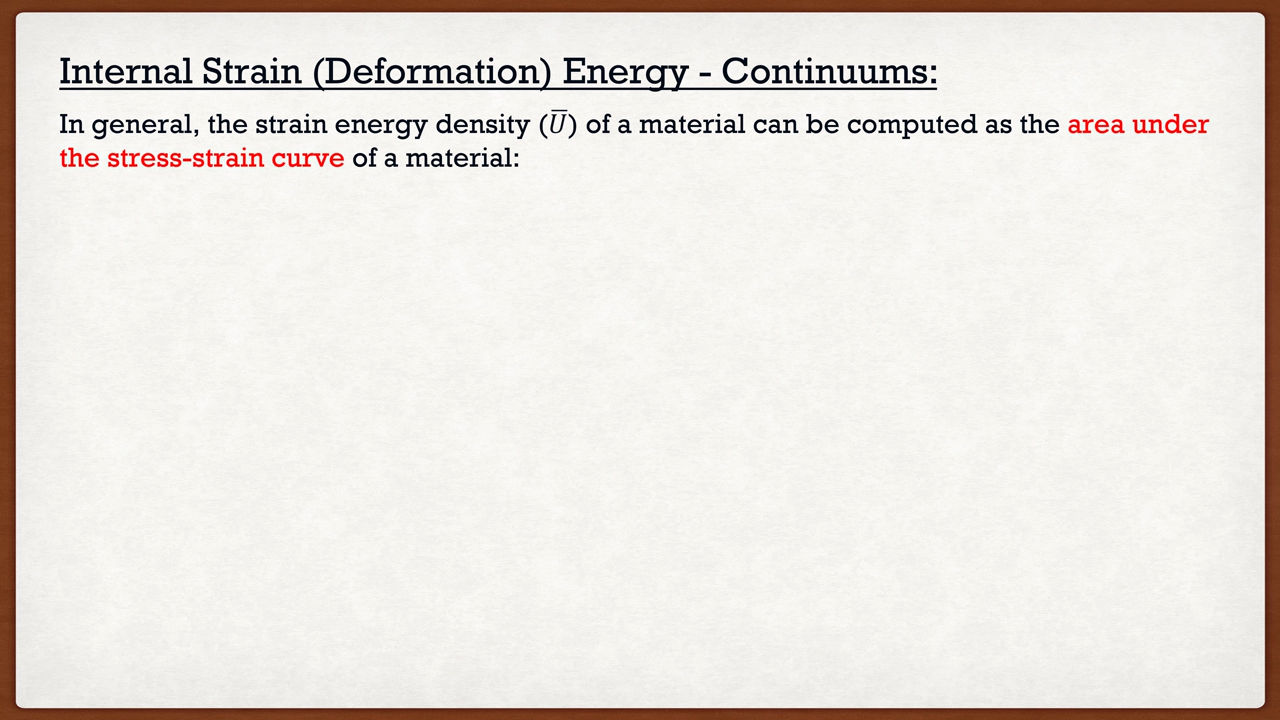 Internal Strain (Deformation) Energy - Continuums:
In general, the strain energy density (U̅) of a material can be computed as the area under
the stress-strain curve of a material: